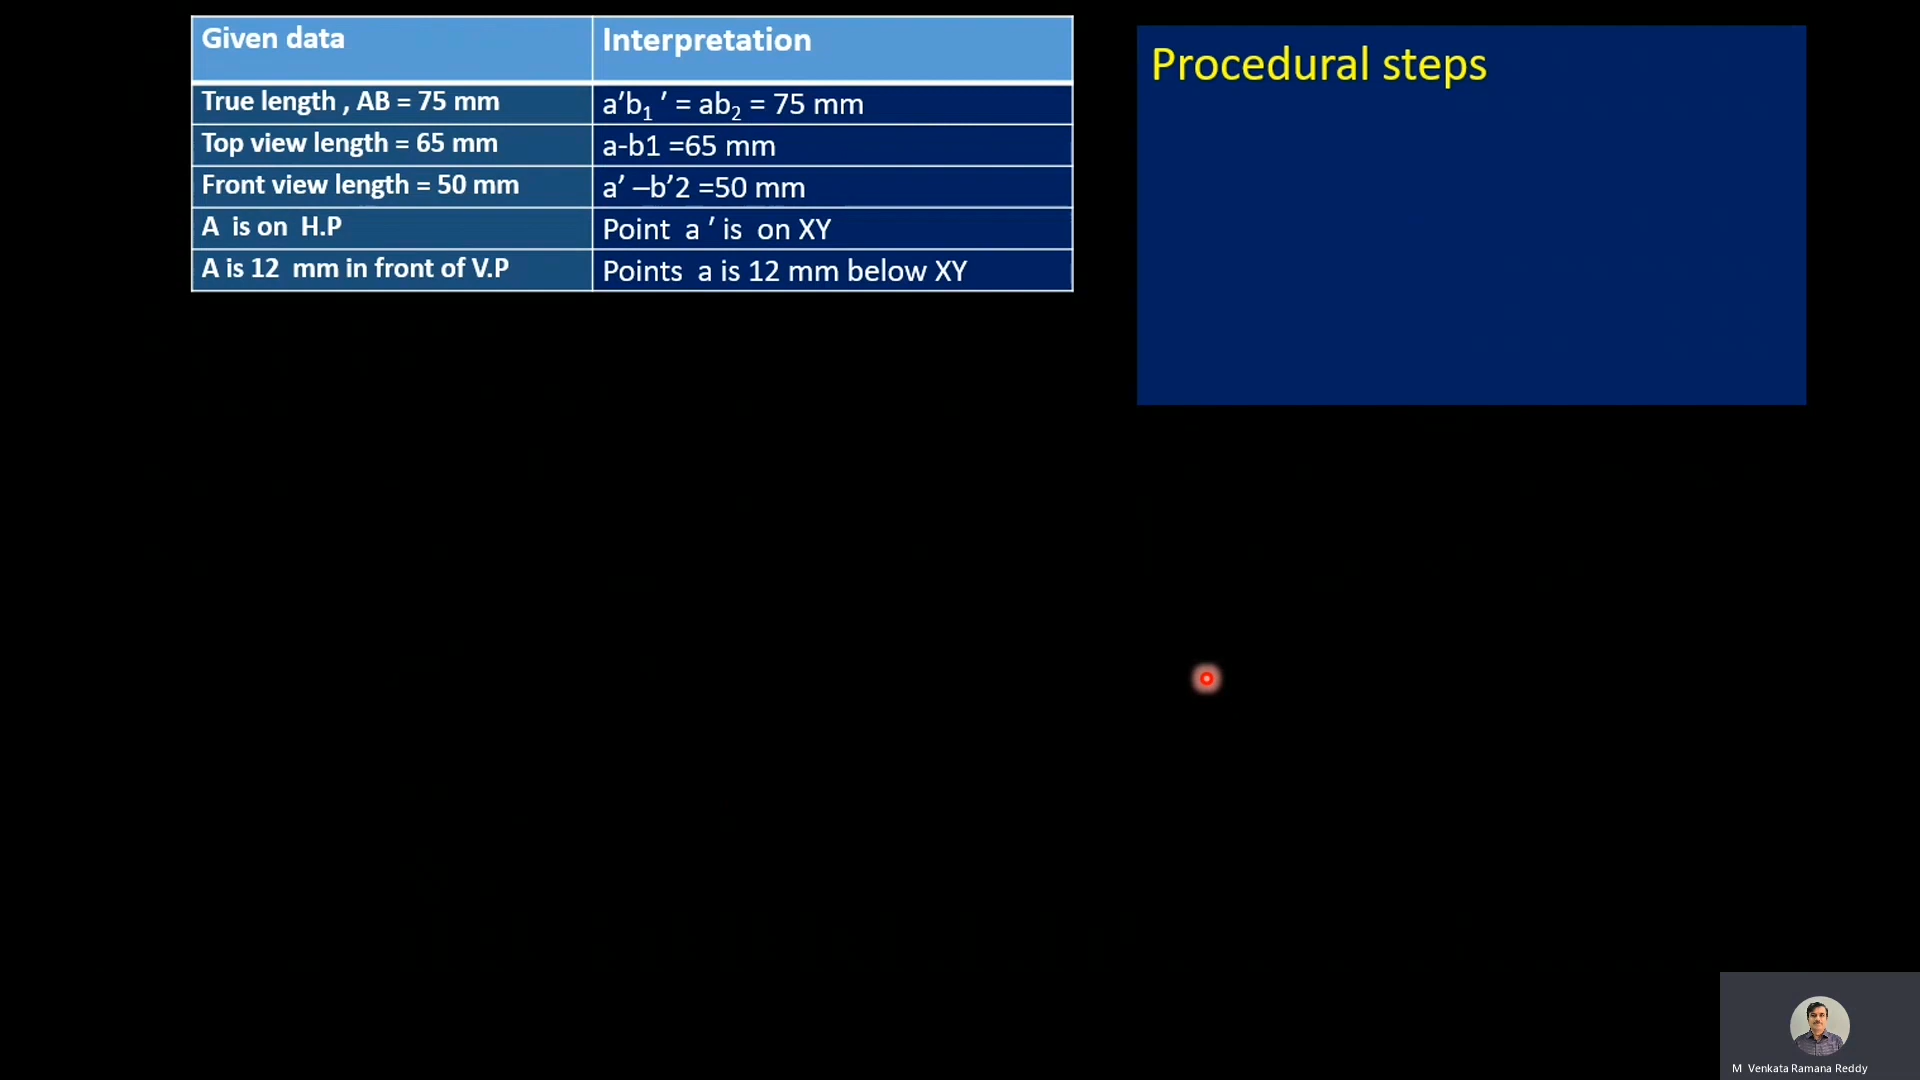 Given data Interpretation
True length , AB = 75 mm a′b₁ ′ = ab₂ = 75 mm
Top view length = 65 mm a-b1 =65 mm
Front view length = 50 mm a′ –b′2 =50 mm
A is on H.P Point a ′ is on XY
A is 12 mm in front of V.P Points a is 12 mm below XY
Procedural steps
M Venkata Ramana Reddy